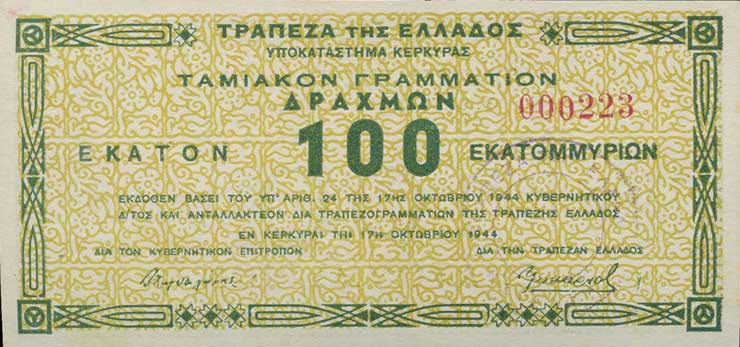 ΤΡΑΠΕΖΑ ΤΗΣ ΕΛΛΑΔΟΣ
ΥΠΟΚΑΤΑΣΤΗΜΑ ΚΕΡΚΥΡΑΣ
ΤΑΜΙΑΚΟΝ ΓΡΑΜΜΑΤΙΟΝ
ΔΡΑΧΜΩΝ
000223
ΕΚΑΤΟΝ 100 ΕΚΑΤΟΜΜΥΡΙΩΝ
ΕΚΔΟΘΕΝ ΒΑΣΕΙ ΤΟΥ ΥΠ' ΑΡΙΘ. 24 ΤΗΣ 17ΗΣ ΟΚΤΩΒΡΙΟΥ 1944 ΚΥΒΕΡΝΗΤΙΚΟΥ
Δ/ΤΟΣ ΚΑΙ ΑΝΤΑΛΛΑΚΤΕΟΝ ΔΙΑ ΤΡΑΠΕΖΟΓΡΑΜΜΑΤΙΩΝ ΤΗΣ ΤΡΑΠΕΖΗΣ ΕΛΛΑΔΟΣ
ΕΝ ΚΕΡΚΥΡΑι ΤΗι 17Η ΟΚΤΩΒΡΙΟΥ 1944
ΔΙΑ ΤΟΝ ΚΥΒΕΡΝΗΤΙΚΟΝ ΕΠΙΤΡΟΠΟΝ ΔΙΑ ΤΗΝ ΤΡΑΠΕΖΑΝ ΕΛΛΑΔΟΣ